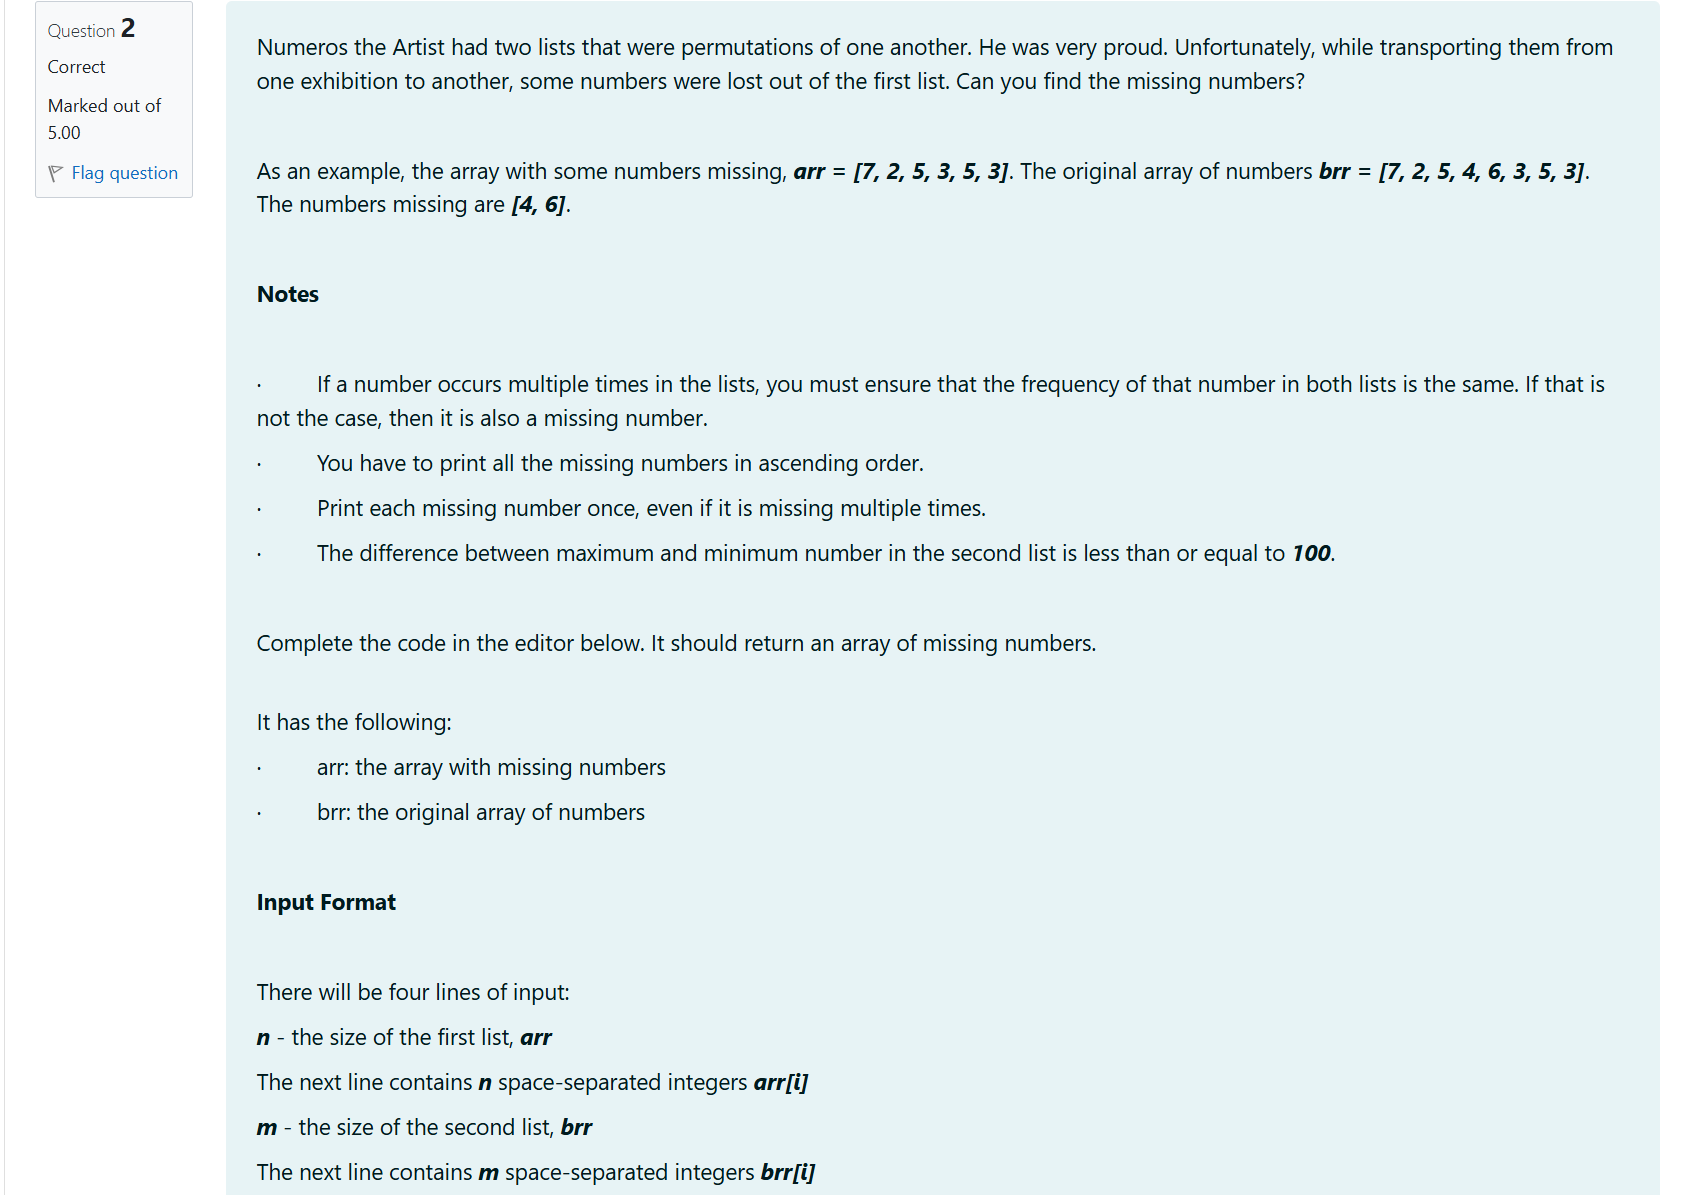 Question 2
Correct
Marked out of
5.00
Flag question
Numeros the Artist had two lists that were permutations of one another. He was very proud. Unfortunately, while transporting them from
one exhibition to another, some numbers were lost out of the first list. Can you find the missing numbers?
As an example, the array with some numbers missing, arr = [7, 2, 5, 3, 5, 3]. The original array of numbers brr = [7, 2, 5, 4, 6, 3, 5, 3].
The numbers missing are [4, 6].
Notes
· If a number occurs multiple times in the lists, you must ensure that the frequency of that number in both lists is the same. If that is
not the case, then it is also a missing number.
· You have to print all the missing numbers in ascending order.
· Print each missing number once, even if it is missing multiple times.
· The difference between maximum and minimum number in the second list is less than or equal to 100.
Complete the code in the editor below. It should return an array of missing numbers.
It has the following:
· arr: the array with missing numbers
· brr: the original array of numbers
Input Format
There will be four lines of input:
n - the size of the first list, arr
The next line contains n space-separated integers arr[i]
m - the size of the second list, brr
The next line contains m space-separated integers brr[i]